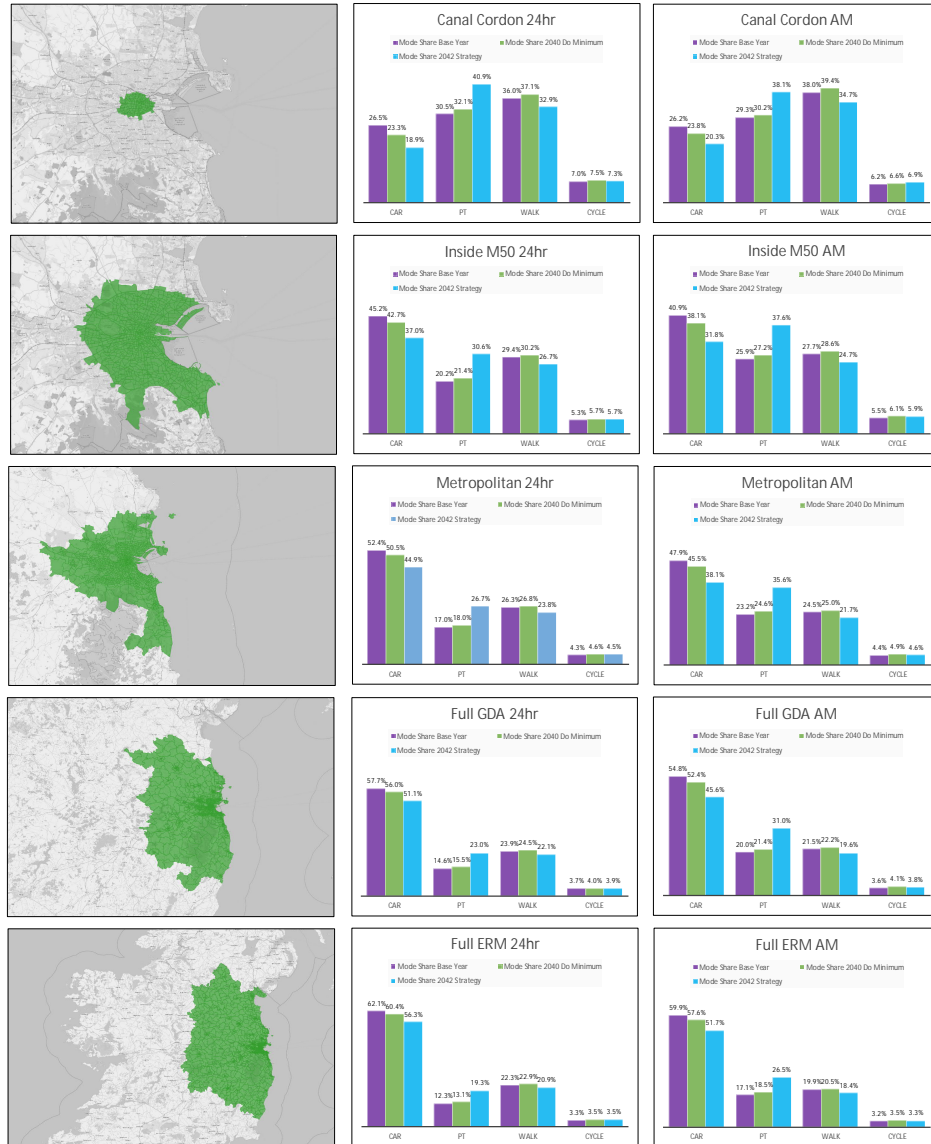 Canal Cordon 24hr
Mode Share Base Year Mode Share 2040 Do Minimum
Mode Share 2042 Strategy
26.5% 23.3% 18.9% 30.5% 32.1% 40.9% 36.0% 37.1% 32.9% 7.0% 7.5% 7.3%
CAR PT WALK CYCLE
Canal Cordon AM
Mode Share Base Year Mode Share 2040 Do Minimum
Mode Share 2042 Strategy
26.2% 23.8% 20.3% 29.3% 30.2% 38.1% 38.0% 39.4% 34.7% 6.2% 6.6% 6.9%
CAR PT WALK CYCLE
Inside M50 24hr
Mode Share Base Year Mode Share 2040 Do Minimum
Mode Share 2042 Strategy
45.2% 42.7% 37.0% 20.2% 21.4% 30.6% 29.4% 30.2% 26.7% 5.3% 5.7% 5.7%
CAR PT WALK CYCLE
Inside M50 AM
Mode Share Base Year Mode Share 2040 Do Minimum
Mode Share 2042 Strategy
40.9% 38.1% 31.8% 25.9% 27.2% 37.6% 27.7% 28.6% 24.7% 5.5% 6.1% 5.9%
CAR PT WALK CYCLE
Metropolitan 24hr
Mode Share Base Year Mode Share 2040 Do Minimum
Mode Share 2042 Strategy
52.4% 50.5% 44.9% 17.0% 18.0% 26.7% 26.3% 26.8% 23.8% 4.3% 4.6% 4.5%
CAR PT WALK CYCLE
Metropolitan AM
Mode Share Base Year Mode Share 2040 Do Minimum
Mode Share 2042 Strategy
47.9% 45.5% 38.1% 23.2% 24.6% 35.6% 24.5% 25.0% 21.7% 4.4% 4.9% 4.6%
CAR PT WALK CYCLE
Full GDA 24hr
Mode Share Base Year Mode Share 2040 Do Minimum
Mode Share 2042 Strategy
57.7% 56.0% 51.1% 14.6% 15.5% 23.0% 23.9% 24.5% 22.1% 3.7% 4.0% 3.9%
CAR PT WALK CYCLE
Full GDA AM
Mode Share Base Year Mode Share 2040 Do Minimum
Mode Share 2042 Strategy
54.8% 52.4% 45.6% 20.0% 21.4% 31.0% 21.5% 22.2% 19.6% 3.6% 4.1% 3.8%
CAR PT WALK CYCLE
Full ERM 24hr
Mode Share Base Year Mode Share 2040 Do Minimum
Mode Share 2042 Strategy
62.1% 60.4% 56.3% 12.3% 13.1% 19.3% 22.3% 22.9% 20.9% 3.3% 3.5% 3.5%
CAR PT WALK CYCLE
Full ERM AM
Mode Share Base Year Mode Share 2040 Do Minimum
Mode Share 2042 Strategy
59.9% 57.6% 51.7% 17.1% 18.5% 26.5% 19.9% 20.5% 18.4% 3.2% 3.5% 3.3%
CAR PT WALK CYCLE